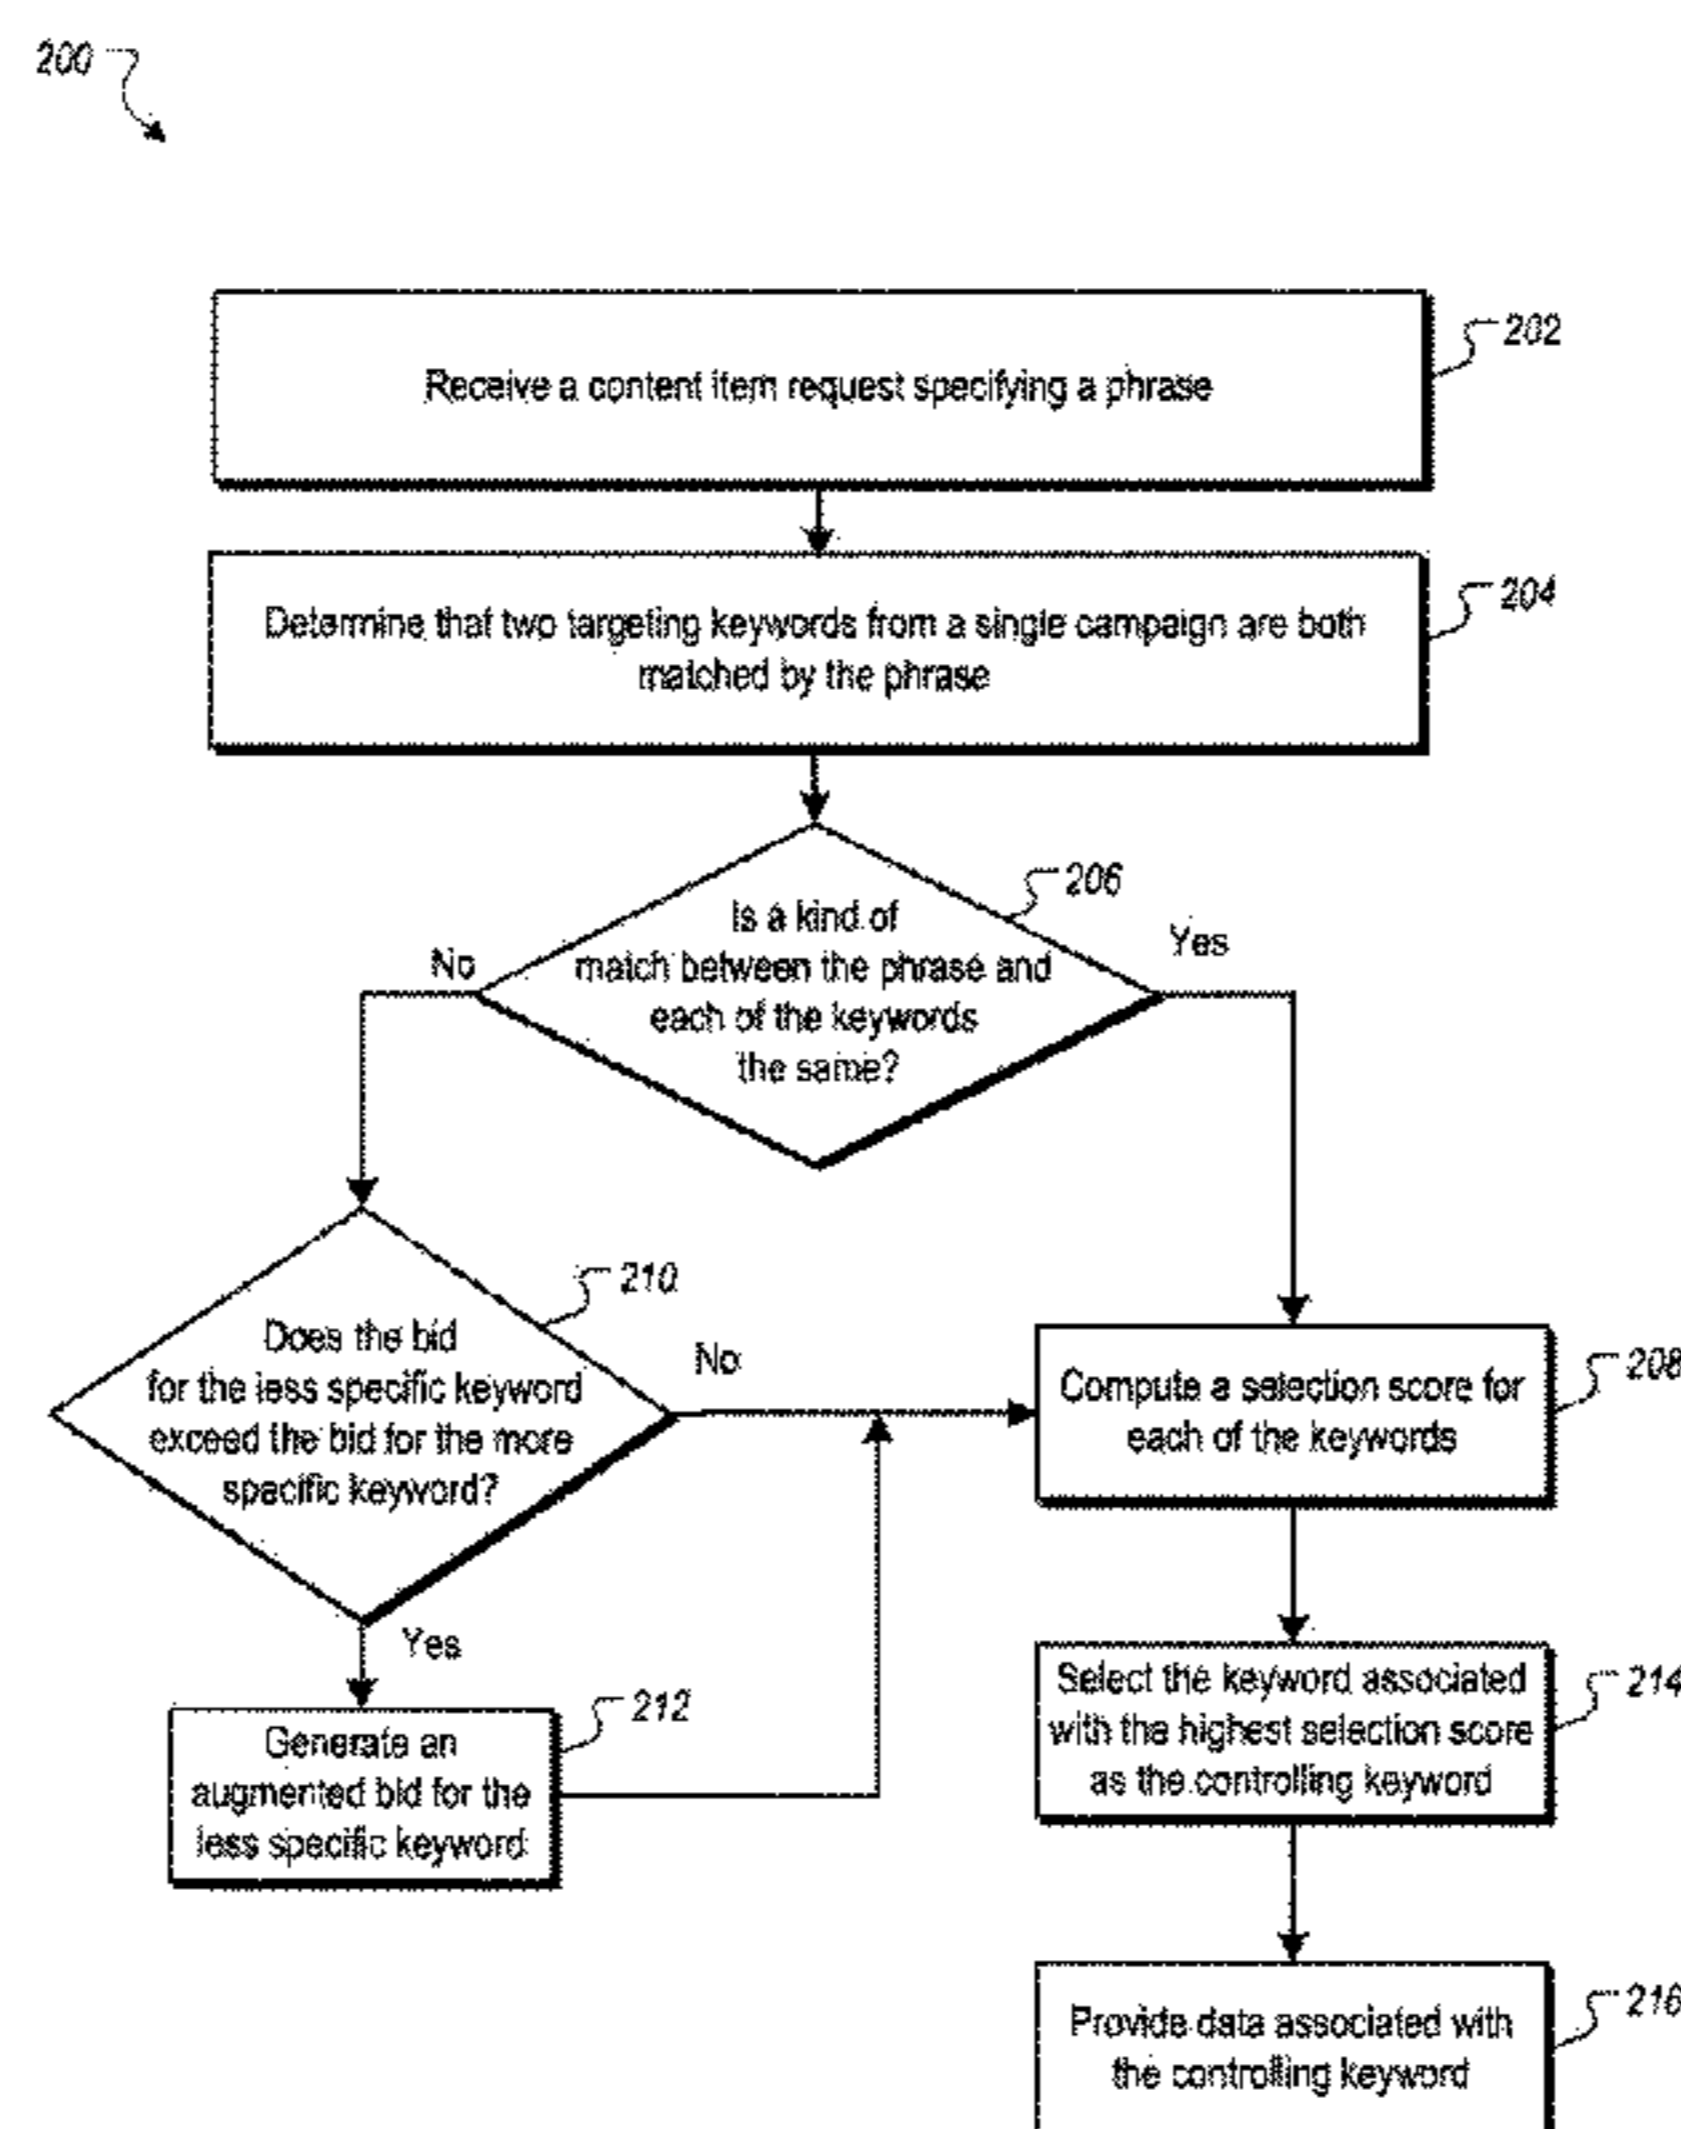 200
Receive a content item request specifying a phrase
202
Determine that two targeting keywords from a single campaign are both
matched by the phrase
204
Is a kind of
match between the phrase and
each of the keywords
the same?
206
No
Yes
Does the bid
for the less specific keyword
exceed the bid for the more
specific keyword?
210
No
Yes
Compute a selection score for
each of the keywords
208
Generate an
augmented bid for the
less specific keyword
212
Select the keyword associated
with the highest selection score
as the controlling keyword
214
Provide data associated with
the controlling keyword
216